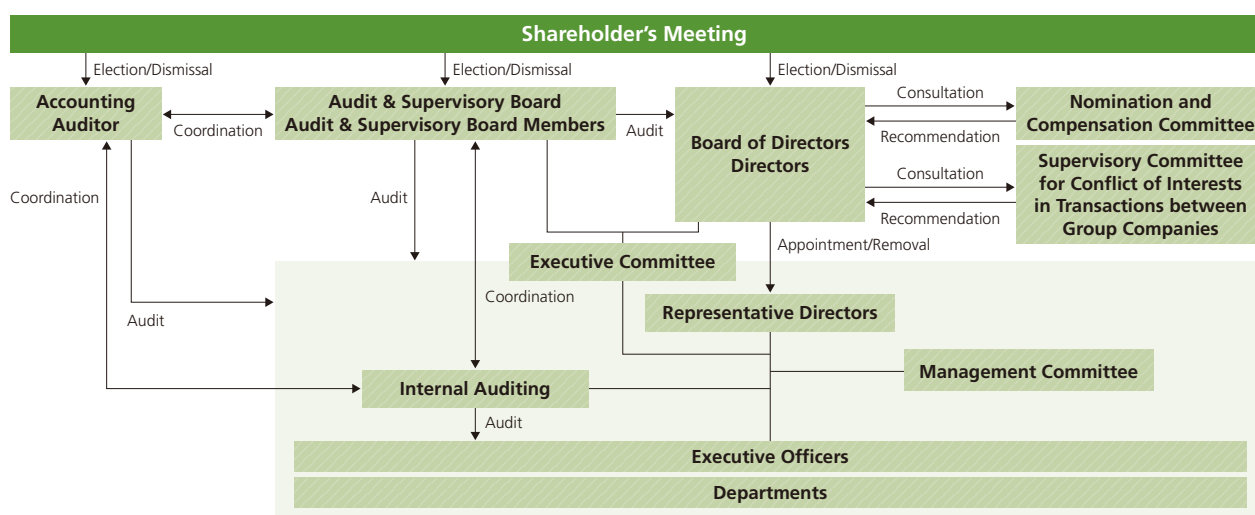 Shareholder's Meeting
Election/Dismissal
Election/Dismissal
Election/Dismissal
Accounting
Auditor
Coordination
Audit & Supervisory Board
Audit & Supervisory Board Members
Audit
Board of Directors
Directors
Consultation
Recommendation
Nomination and
Compensation Committee
Consultation
Recommendation
Supervisory Committee
for Conflict of Interests
in Transactions between
Group Companies
Coordination
Audit
Appointment/Removal
Executive Committee
Coordination
Audit
Representative Directors
Management Committee
Internal Auditing
Audit
Executive Officers
Departments